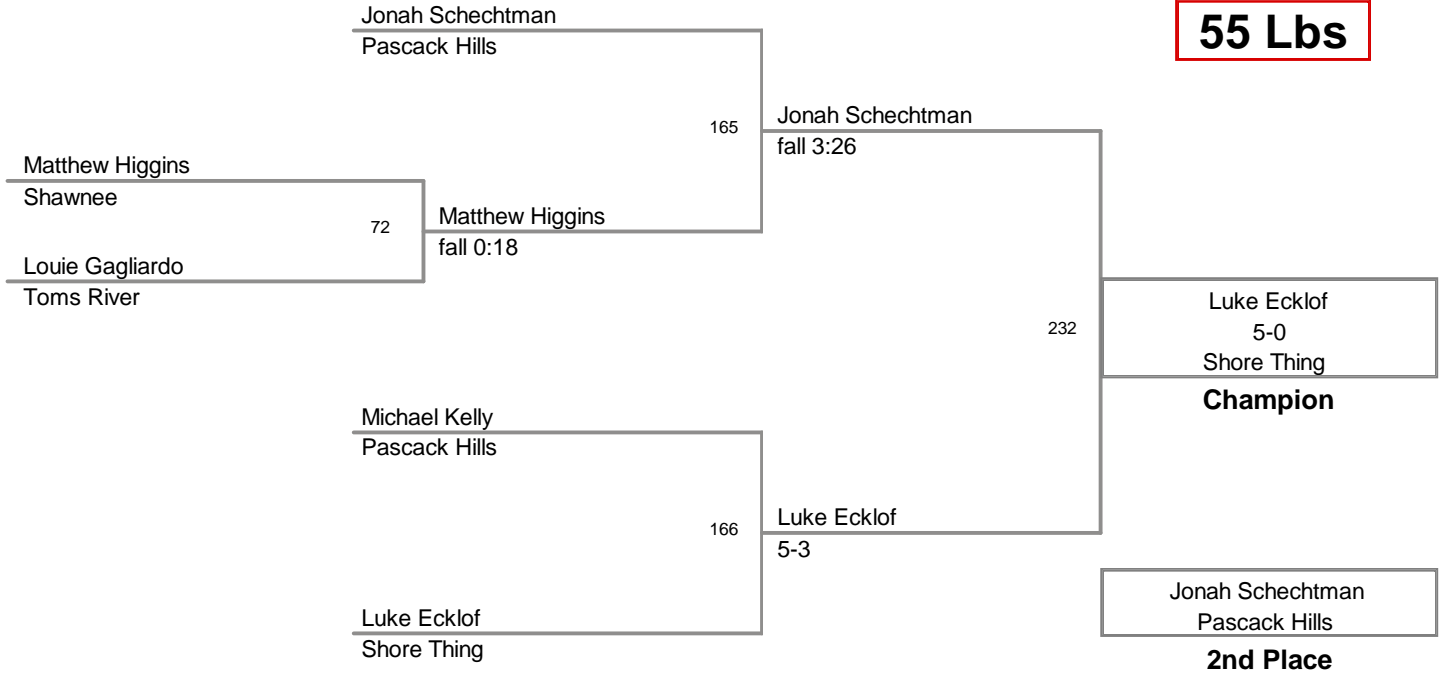 Jonah Schechtman
Pascack Hills
55 Lbs
165
Jonah Schechtman
fall 3:26
Matthew Higgins
Shawnee
72
Matthew Higgins
fall 0:18
Louie Gagliardo
Toms River
232
Luke Ecklof
5-0
Shore Thing
Champion
Michael Kelly
Pascack Hills
166
Luke Ecklof
5-3
Luke Ecklof
Shore Thing
Jonah Schechtman
Pascack Hills
2nd Place